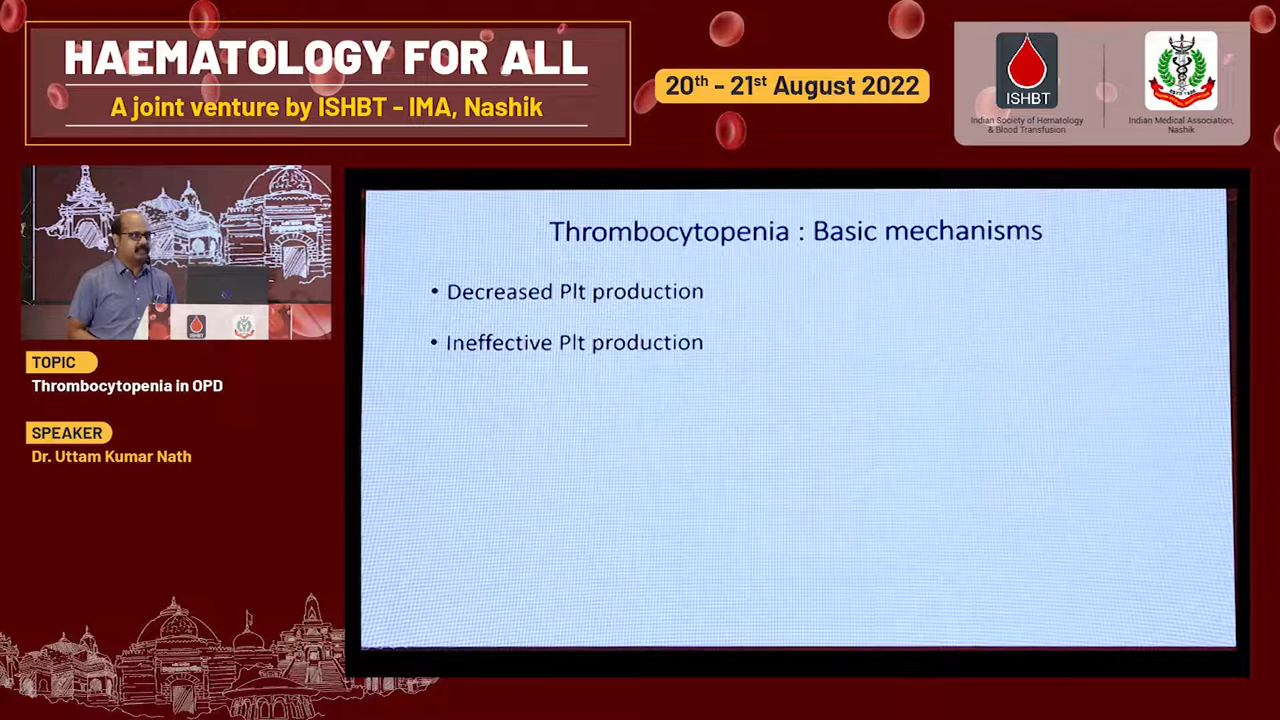 HAEMATOLOGY FOR ALL
A joint venture by ISHBT - IMA, Nashik
20th - 21st August 2022
ISHBT
Indian Society of Hematology
& Blood Transfusion
Indian Medical Association,
Nashik
Thrombocytopenia : Basic mechanisms
• Decreased Plt production
• Ineffective Plt production
ISHBT
TOPIC
Thrombocytopenia in OPD
SPEAKER
Dr. Uttam Kumar Nath